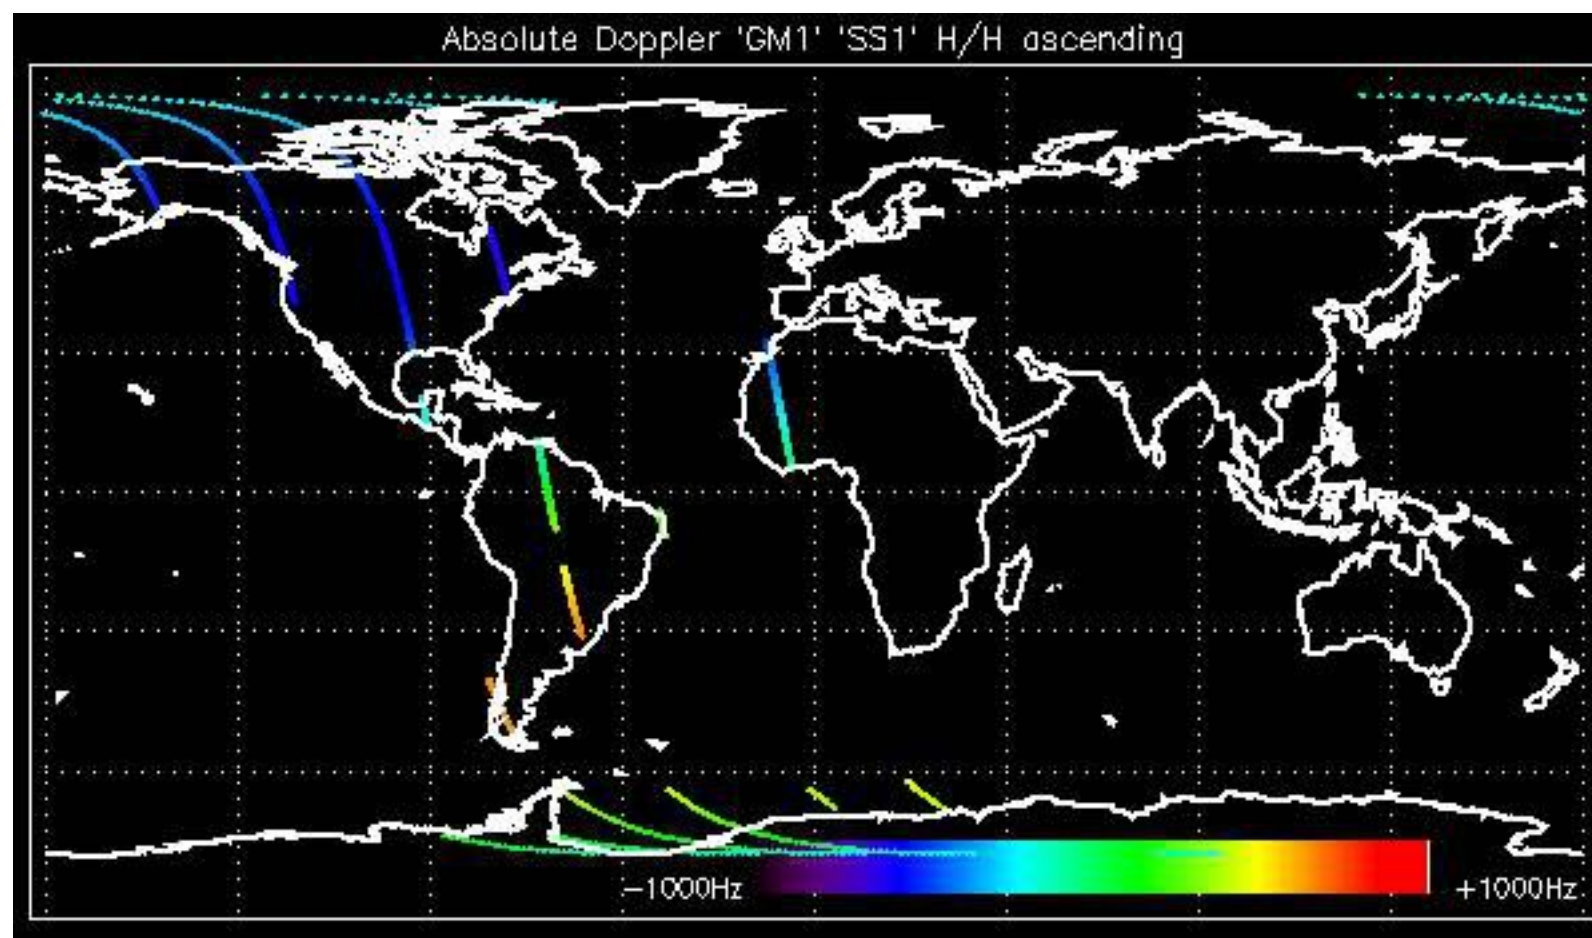 Absolute Doppler 'GM1' 'SS1' H/H ascending
-1000Hz
+1000Hz